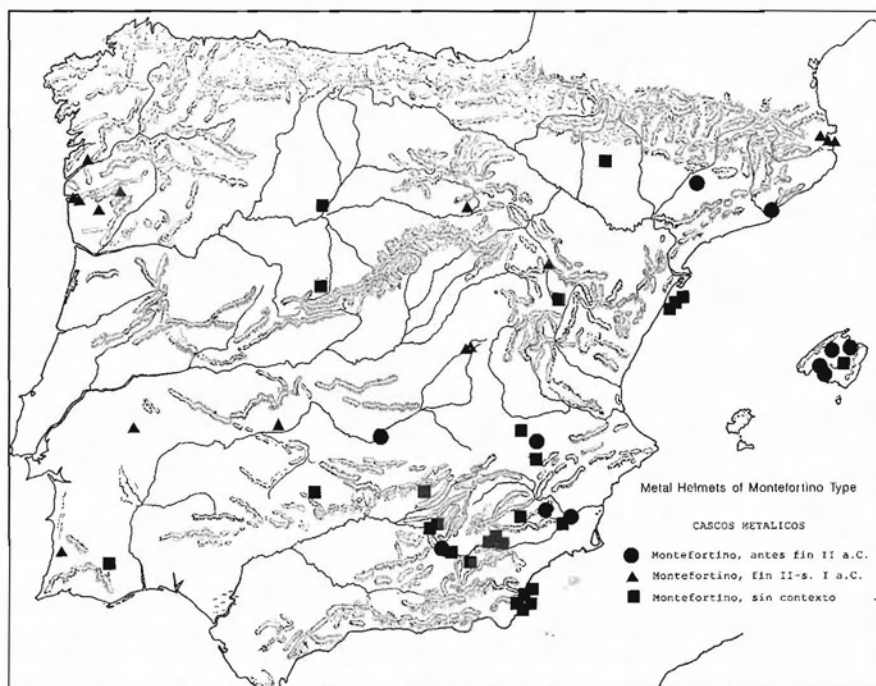 Metal Helmets of Montefortino Type
CASCOS METALICOS
Montefortino, antes fin II a.C.
Montefortino, fin II-s. I a.C.
Montefortino, sin contexto